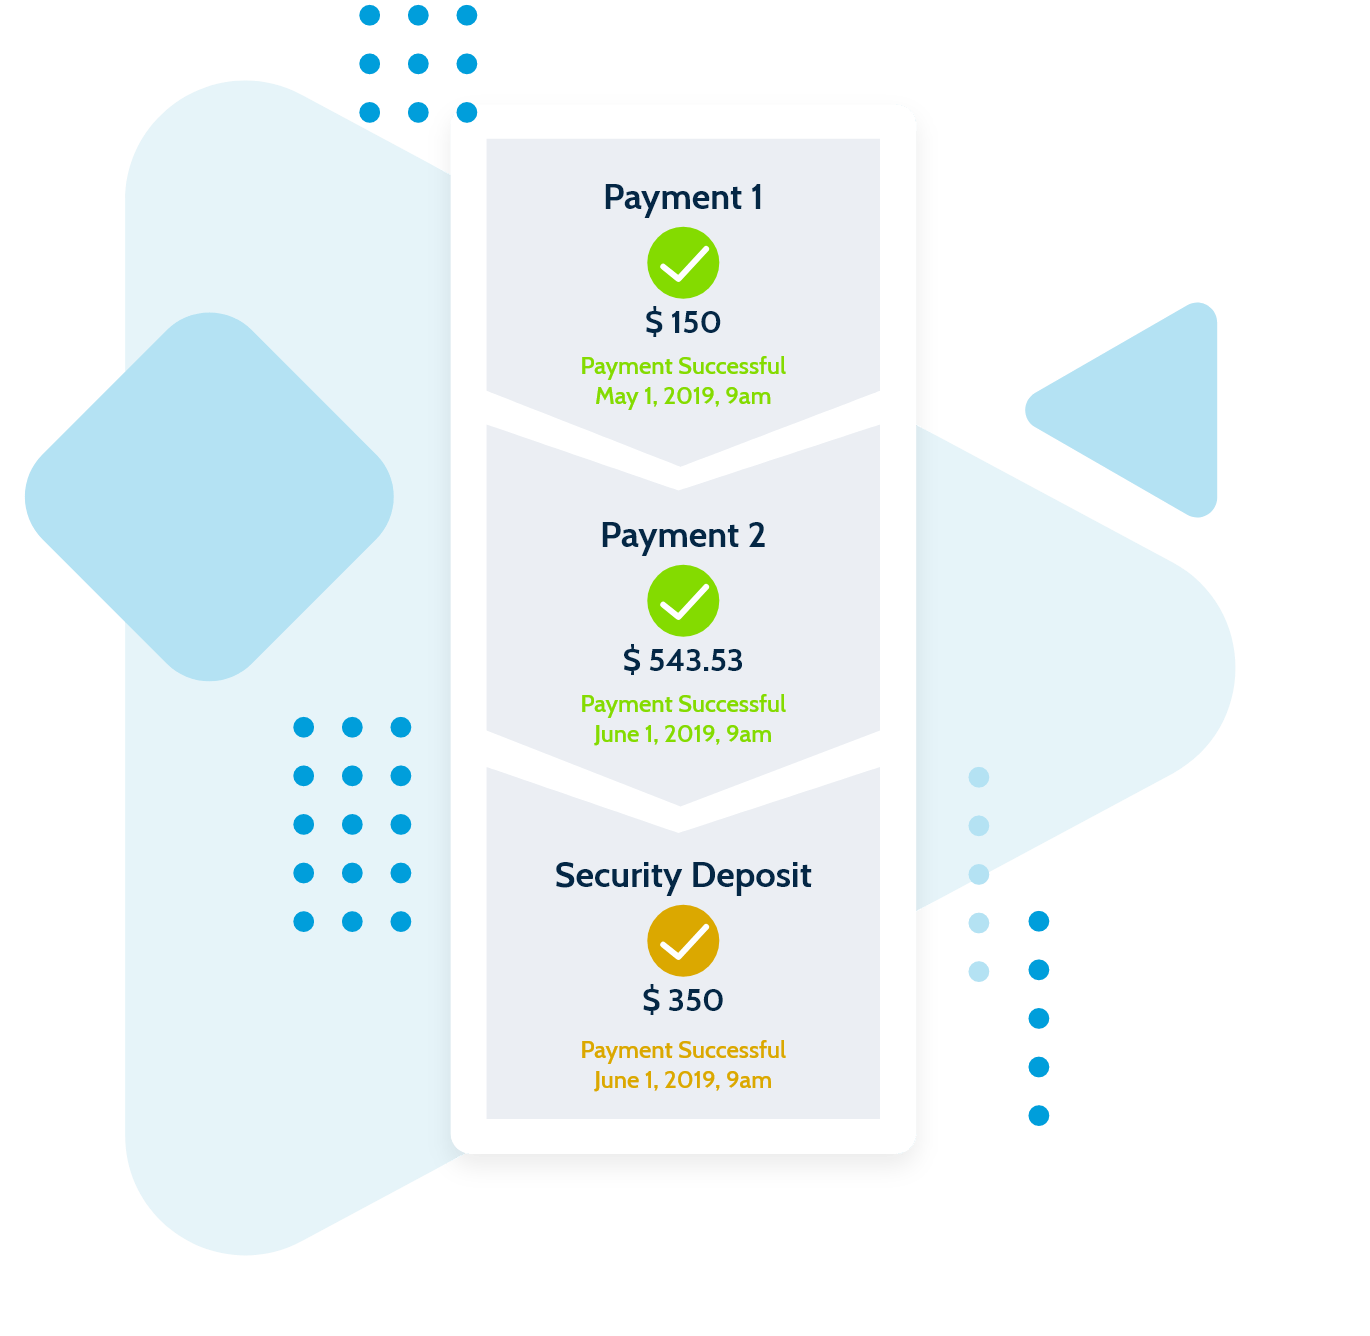 Payment 1
$ 150
Payment Successful
May 1, 2019, 9am
Payment 2
$ 543.53
Payment Successful
June 1, 2019, 9am
Security Deposit
$ 350
Payment Successful
June 1, 2019, 9am